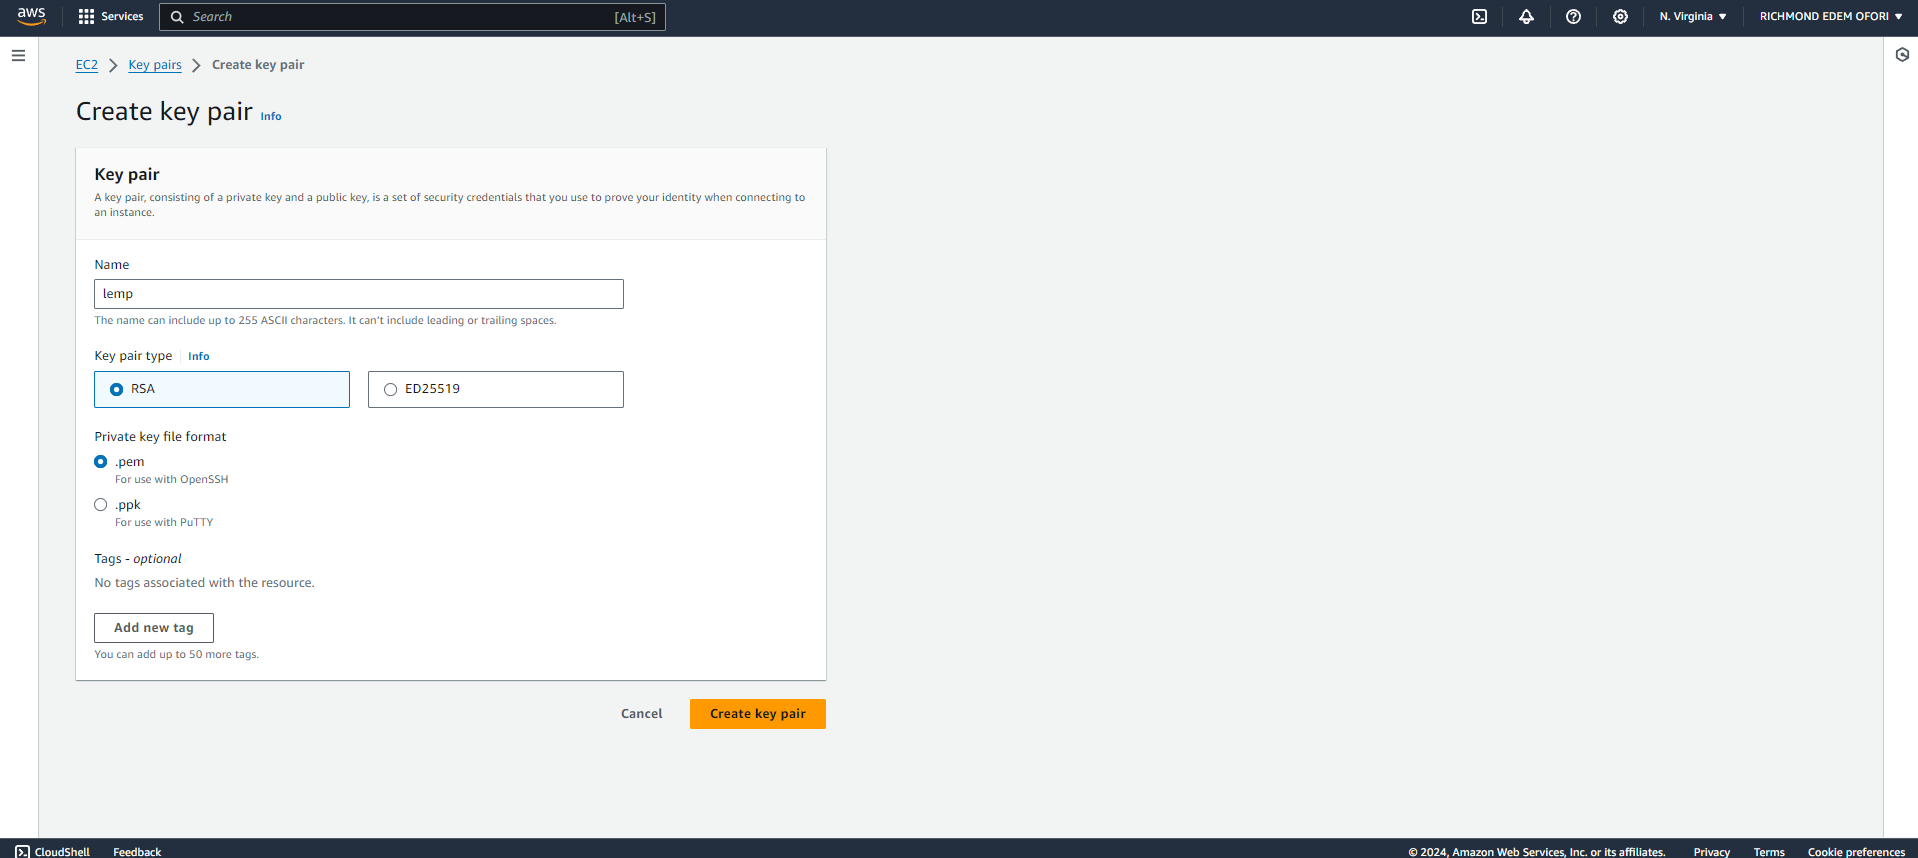 aws
Services
Search
[Alt+S]
N. Virginia
RICHMOND EDEM OFORI
EC2
Key pairs
Create key pair
Create key pair
Info
Key pair
A key pair, consisting of a private key and a public key, is a set of security credentials that you use to prove your identity when connecting to
an instance.
Name
lemp
The name can include up to 255 ASCII characters. It can't include leading or trailing spaces.
Key pair type
Info
RSA
ED25519
Private key file format
.pem
For use with OpenSSH
.ppk
For use with PuTTY
Tags - optional
No tags associated with the resource.
Add new tag
You can add up to 50 more tags.
Cancel
Create key pair
CloudShell
Feedback
© 2024, Amazon Web Services, Inc. or its affiliates.
Privacy
Terms
Cookie preferences